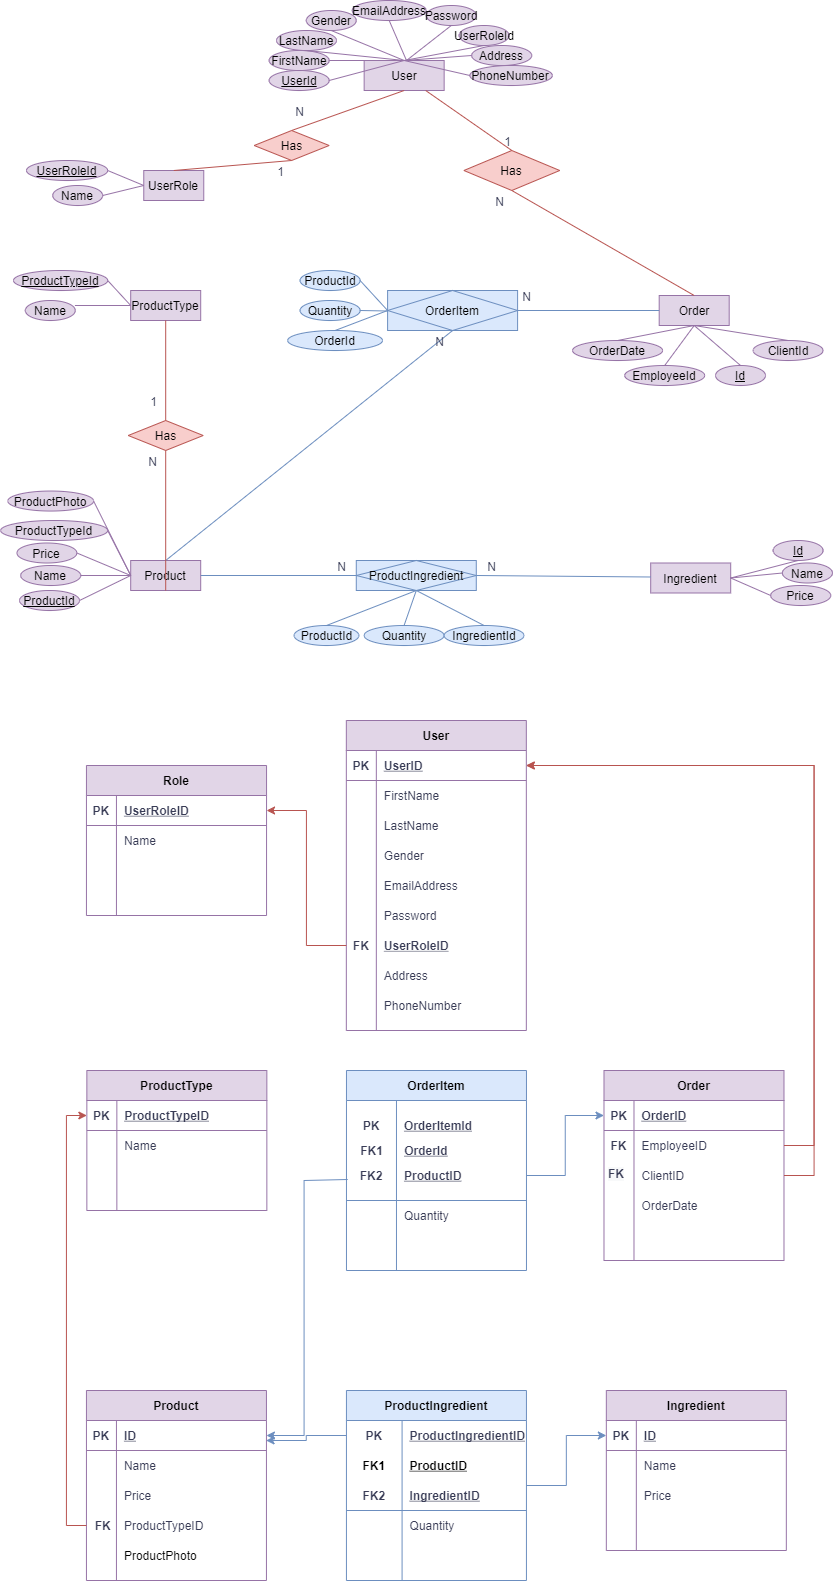 EmailAddress
Gender
Password
LastName
UserRoleId
FirstName
Address
UserId
User
PhoneNumber
N
Has
1
1
Has
N
UserRoleId
UserRole
Name
ProductTypeId
ProductType
Name
ProductId
N
Quantity
OrderItem
Order
OrderId
N
OrderDate
ClientId
EmployeeId
Id
1
Has
N
ProductPhoto
ProductTypeId
Price
Name
Product
ProductId
N
ProductIngredient
N
Ingredient
Id
Name
Price
ProductId
Quantity
IngredientId
User
PK UserID
FirstName
LastName
Gender
EmailAddress
Password
FK UserRoleID
Address
PhoneNumber
Role
PK UserRoleID
Name
ProductType
PK ProductTypeID
Name
OrderItem
PK OrderItemId
FK1 OrderId
FK2 ProductID
Quantity
Order
PK OrderID
FK EmployeeID
FK ClientID
OrderDate
Product
PK ID
Name
Price
FK ProductTypeID
ProductPhoto
ProductIngredient
PK ProductIngredientID
FK1 ProductID
FK2 IngredientID
Quantity
Ingredient
PK ID
Name
Price